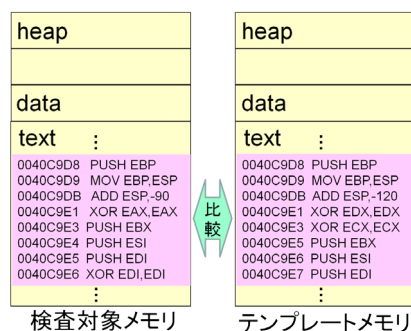 heap
data
text
⋮
0040C9D8 PUSH EBP
0040C9D9 MOV EBP,ESP
0040C9DB ADD ESP,-90
0040C9E1 XOR EAX,EAX
0040C9E3 PUSH EBX
0040C9E4 PUSH ESI
0040C9E5 PUSH EDI
0040C9E6 XOR EDI,EDI
⋮
検査対象メモリ
比較
heap
data
text
⋮
0040C9D8 PUSH EBP
0040C9D9 MOV EBP,ESP
0040C9DB ADD ESP,-120
0040C9E1 XOR EDX,EDX
0040C9E3 XOR ECX,ECX
0040C9E5 PUSH EBX
0040C9E6 PUSH ESI
0040C9E7 PUSH EDI
⋮
テンプレートメモリ